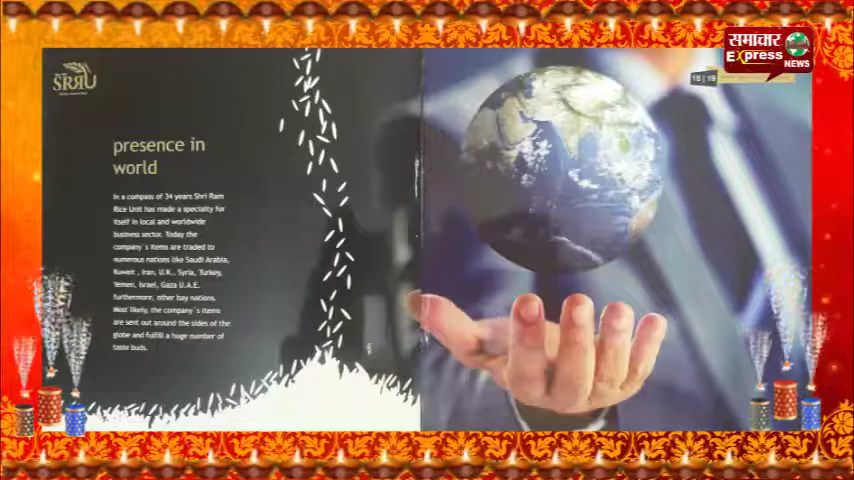 समाचार
Express
NEWS
18 | 19
SRRU
presence in
world
In a compass of 34 years Shri Ram
Rice Unit has made a specialty for
itself in local and worldwide
business sector. Today the
company`s items are traded to
numerous nations like Saudi Arabia,
Kuwait , Iran, U.K., Syria, Turkey,
Yemen, Israel, Gaza U.A.E.
furthermore, other bay nations.
Most likely, the company`s items
are sent out around the sides of the
globe and fulfill a huge number of
taste buds.